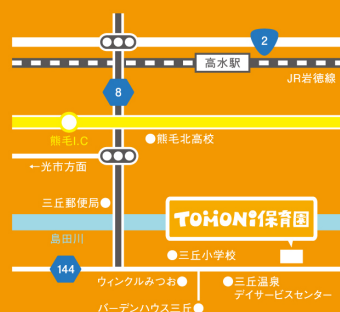 2
高水駅
JR岩徳線
8
熊毛I.C
熊毛北高校
←光市方面
三丘郵便局
TOMONi保育園
島田川
三丘小学校
144
ウィンクルみつお
三丘温泉
デイサービスセンター
バーデンハウス三丘